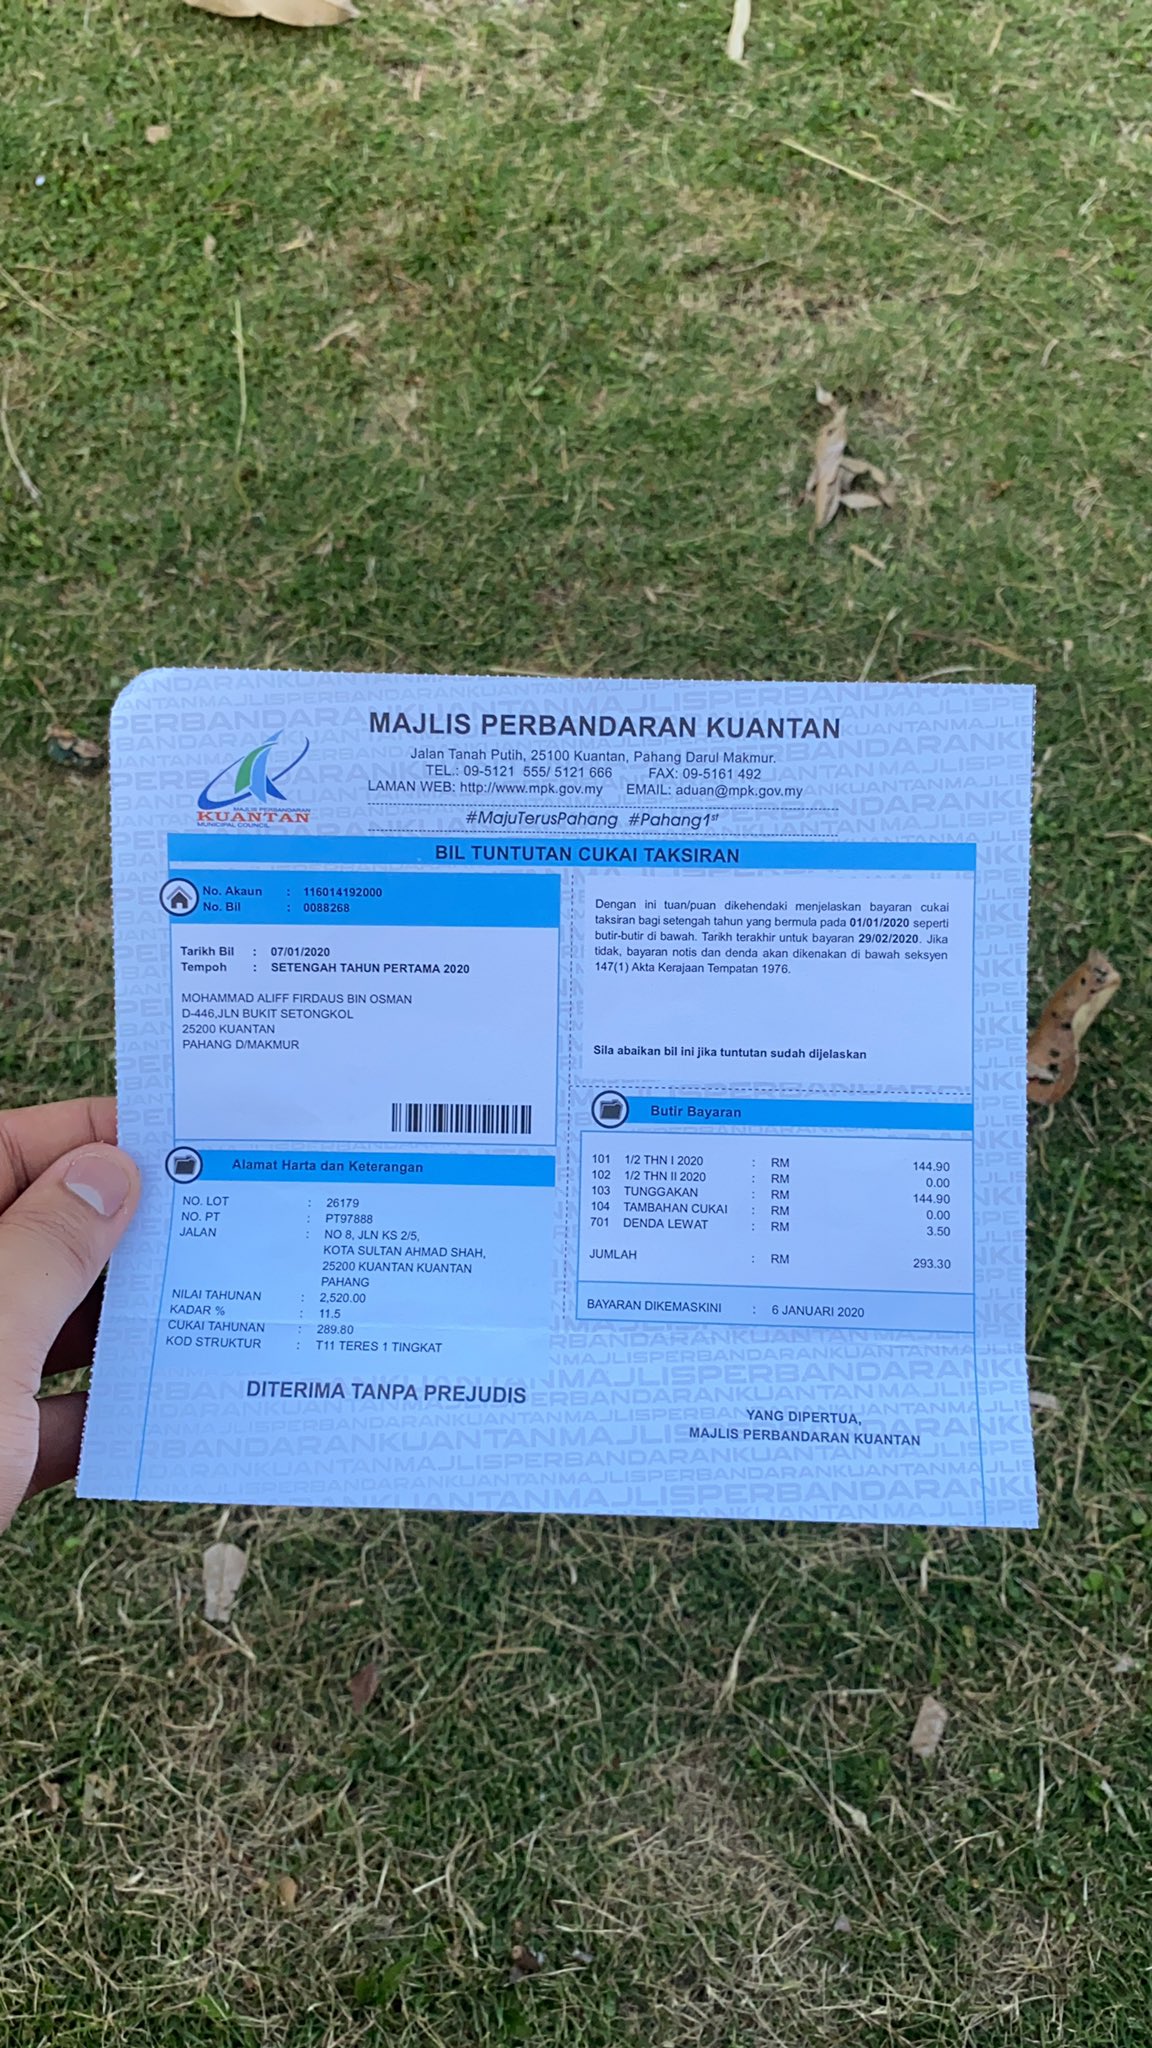 MAJLIS PERBANDARAN KUANTAN
Jalan Tanah Putih, 25100 Kuantan, Pahang Darul Makmur.
TEL.: 09-5121 555/ 5121 666 FAX: 09-5161 492
LAMAN WEB: http://www.mpk.gov.my EMAIL: aduan@mpk.gov.my
#MajuTerusPahang #Pahang1st
MAJLIS PERBANDARAN
KUANTAN
MUNICIPAL COUNCIL
BIL TUNTUTAN CUKAI TAKSIRAN
No. Akaun : 116014192000
No. Bil : 0088268
Tarikh Bil : 07/01/2020
Tempoh : SETENGAH TAHUN PERTAMA 2020
MOHAMMAD ALIFF FIRDAUS BIN OSMAN
D-446,JLN BUKIT SETONGKOL
25200 KUANTAN
PAHANG D/MAKMUR
Alamat Harta dan Keterangan
NO. LOT : 26179
NO. PT : PT97888
JALAN : NO 8, JLN KS 2/5,
KOTA SULTAN AHMAD SHAH,
25200 KUANTAN KUANTAN
PAHANG
NILAI TAHUNAN : 2,520.00
KADAR % : 11.5
CUKAI TAHUNAN : 289.80
KOD STRUKTUR : T11 TERES 1 TINGKAT
DITERIMA TANPA PREJUDIS
Dengan ini tuan/puan dikehendaki menjelaskan bayaran cukai
taksiran bagi setengah tahun yang bermula pada 01/01/2020 seperti
butir-butir di bawah. Tarikh terakhir untuk bayaran 29/02/2020. Jika
tidak, bayaran notis dan denda akan dikenakan di bawah seksyen
147(1) Akta Kerajaan Tempatan 1976.
Sila abaikan bil ini jika tuntutan sudah dijelaskan
Butir Bayaran
101 1/2 THN I 2020 : RM 144.90
102 1/2 THN II 2020 : RM 0.00
103 TUNGGAKAN : RM 144.90
104 TAMBAHAN CUKAI : RM 0.00
701 DENDA LEWAT : RM 3.50
JUMLAH : RM 293.30
BAYARAN DIKEMASKINI : 6 JANUARI 2020
YANG DIPERTUA,
MAJLIS PERBANDARAN KUANTAN